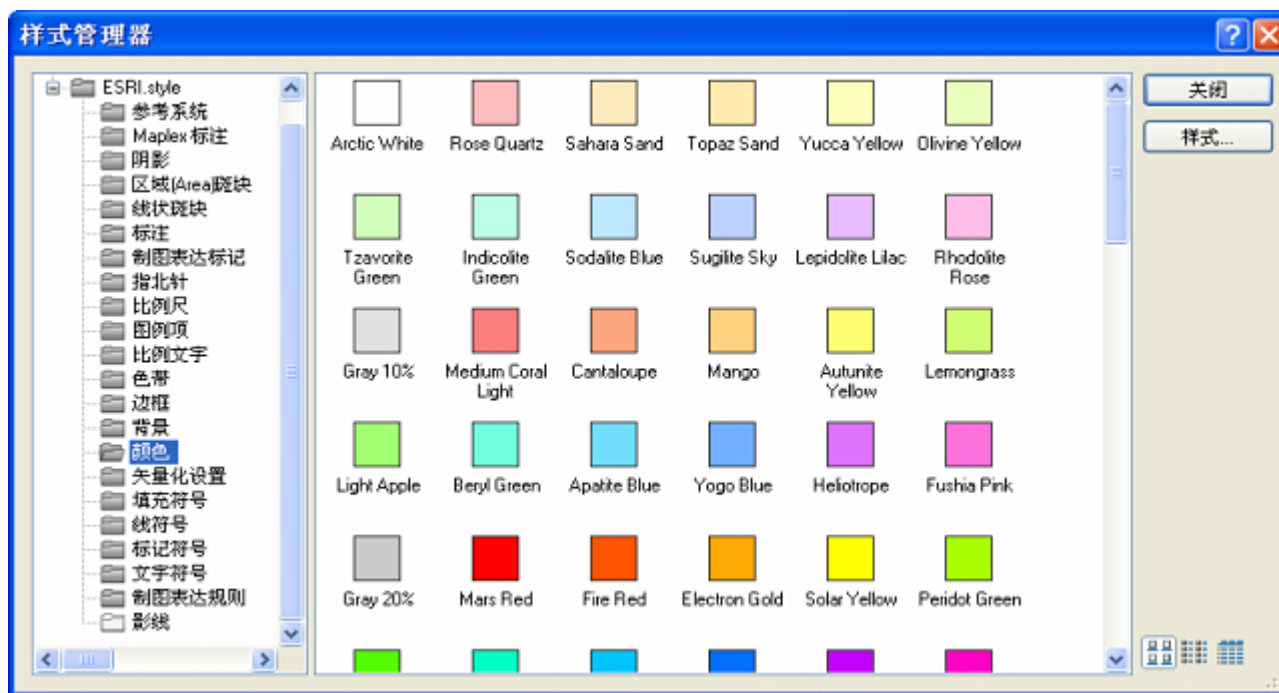 样式管理器
ESRI.style
参考系统
Maplex 标注
阴影
区域(Area)斑块
线状斑块
标注
制图表达标记
指北针
比例尺
图例项
比例文字
色带
边框
背景
颜色
矢量化设置
填充符号
线符号
标记符号
文字符号
制图表达规则
影线
Arctic White Rose Quartz Sahara Sand Topaz Sand Yucca Yellow Olivine Yellow
Tzavorite Green Indicolite Green Sodalite Blue Sugilite Sky Lepidolite Lilac Rhodolite Rose
Gray 10% Medium Coral Light Cantaloupe Mango Autunite Yellow Lemongrass
Light Apple Beryl Green Apatite Blue Yogo Blue Heliotrope Fushia Pink
Gray 20% Mars Red Fire Red Electron Gold Solar Yellow Peridot Green
关闭
样式...